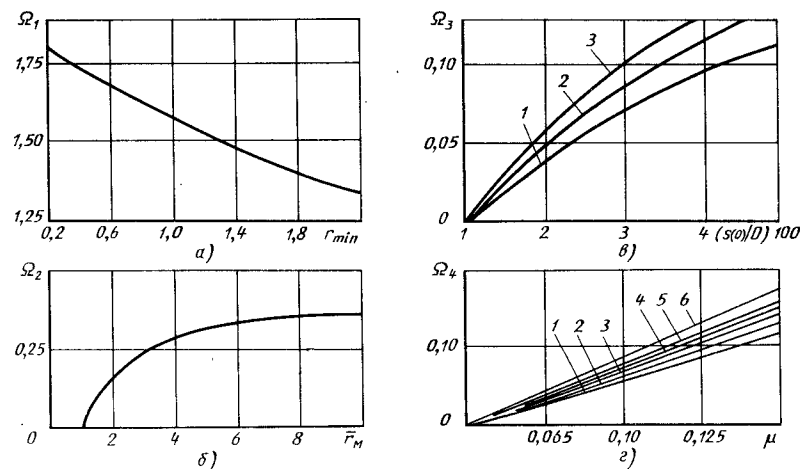 Ω₁
1,75
1,50
1,25
0,2 0,6 1,0 1,4 1,8 r_min
а)
Ω₃
0,10
0,05
0
1 2 3
1 2 3 4 (s(0)/D) 100
в)
Ω₂
0,25
0 2 4 6 8 r̄_м
б)
Ω₄
0,10
0
1 2 3 4 5 6
0,065 0,10 0,125 μ
г)